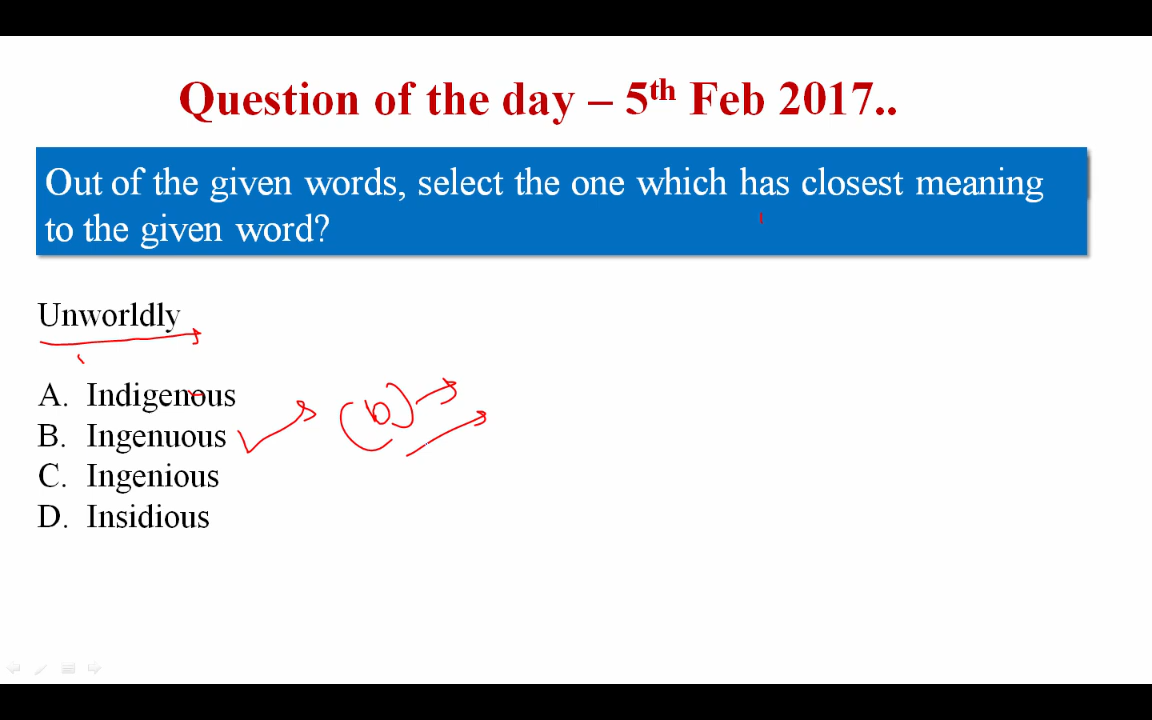 Question of the day – 5th Feb 2017..
Out of the given words, select the one which has closest meaning
to the given word?
Unworldly
A. Indigenous
B. Ingenuous
(b)
C. Ingenious
D. Insidious